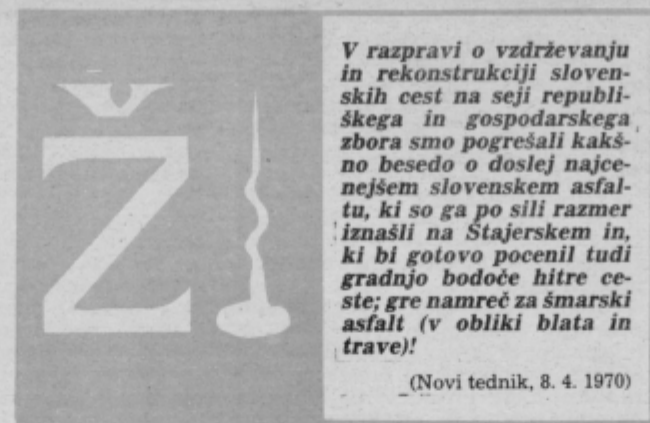 Ž
V razpravi o vzdrževanju
in rekonstrukciji sloven-
skih cest na seji republi-
škega in gospodarskega
zbora smo pogrešali kakš-
no besedo o doslej najce-
nejšem slovenskem asfal-
tu, ki so ga po sili razmer
iznašli na Štajerskem in,
ki bi gotovo pocenil tudi
gradnjo bodoče hitre ce-
ste; gre namreč za šmarski
asfalt (v obliki blata in
trave)!
(Novi tednik, 8. 4. 1970)